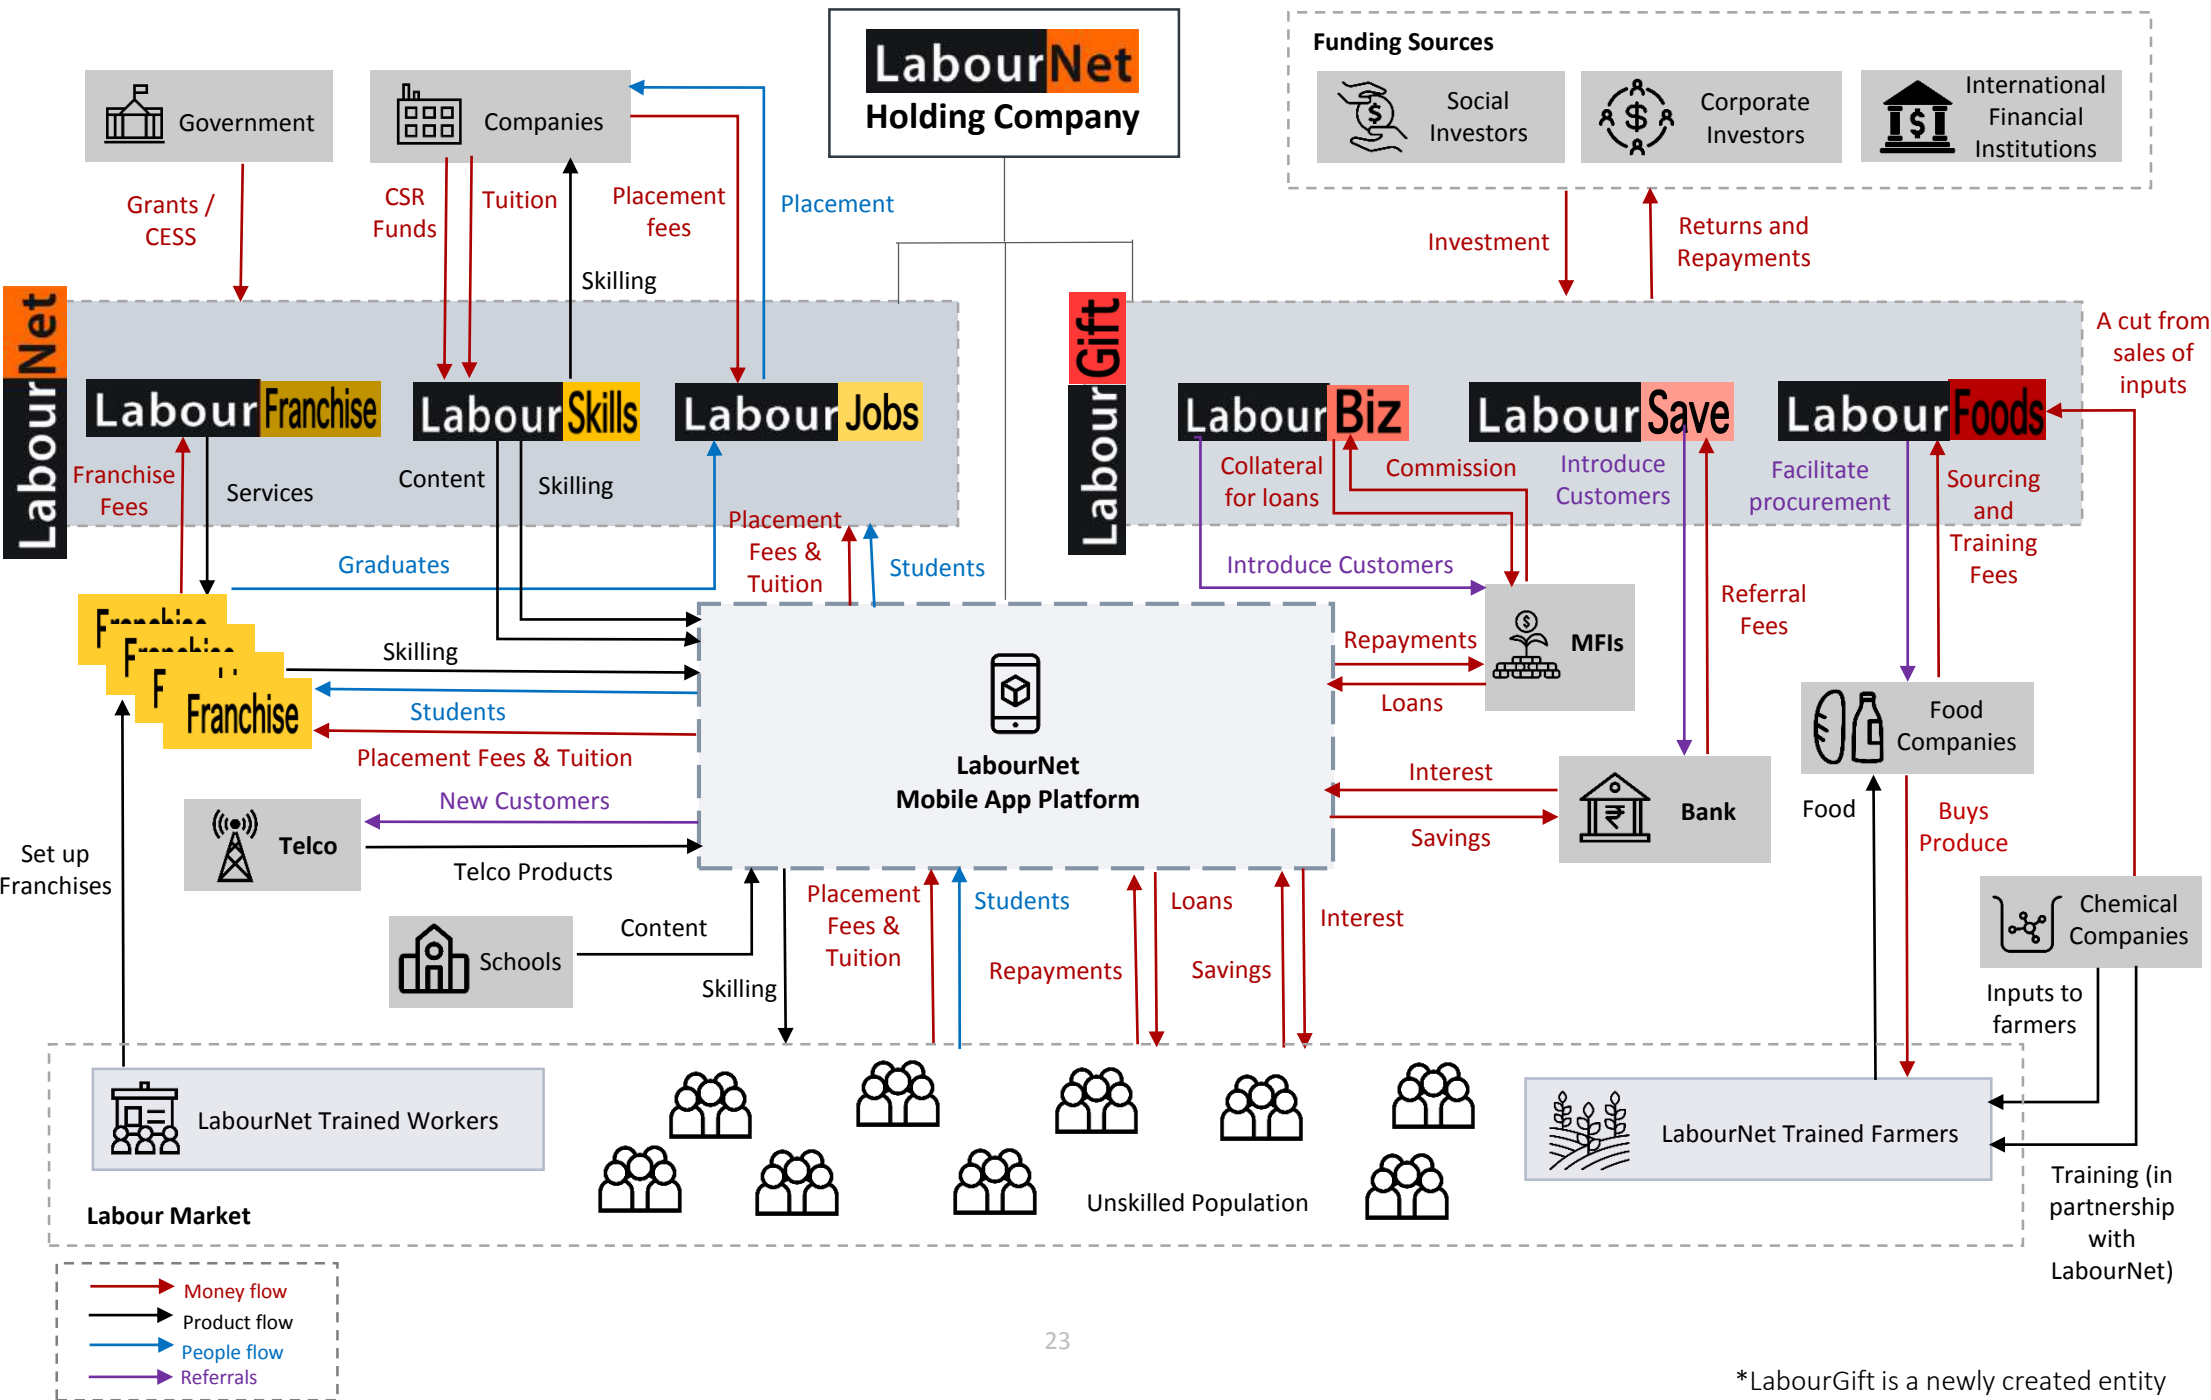 LabourNet
Holding Company
Funding Sources
Social
Investors
Corporate
Investors
International
Financial
Institutions
Government
Companies
Grants /
CESS
CSR
Funds
Tuition
Placement
fees
Placement
Skilling
Investment
Returns and
Repayments
LabourNet
LabourFranchise
LabourSkills
LabourJobs
LabourGift
LabourBiz
LabourSave
LabourFoods
A cut from
sales of
inputs
Franchise
Fees
Services
Content
Skilling
Graduates
Placement
Fees &
Tuition
Students
Collateral
for loans
Commission
Introduce
Customers
Facilitate
procurement
Sourcing
and
Training
Fees
Introduce Customers
Referral
Fees
Franchise
Franchise
F
Franchise
Skilling
Students
Placement Fees & Tuition
LabourNet
Mobile App Platform
Repayments
Loans
MFIs
Food
Companies
Interest
Savings
Bank
Food
Buys
Produce
New Customers
Telco
Telco Products
Set up
Franchises
Schools
Content
Skilling
Placement
Fees &
Tuition
Students
Repayments
Loans
Savings
Interest
Chemical
Companies
Inputs to
farmers
LabourNet Trained Workers
LabourNet Trained Farmers
Unskilled Population
Labour Market
Training (in
partnership
with
LabourNet)
Money flow
Product flow
People flow
Referrals
23
*LabourGift is a newly created entity